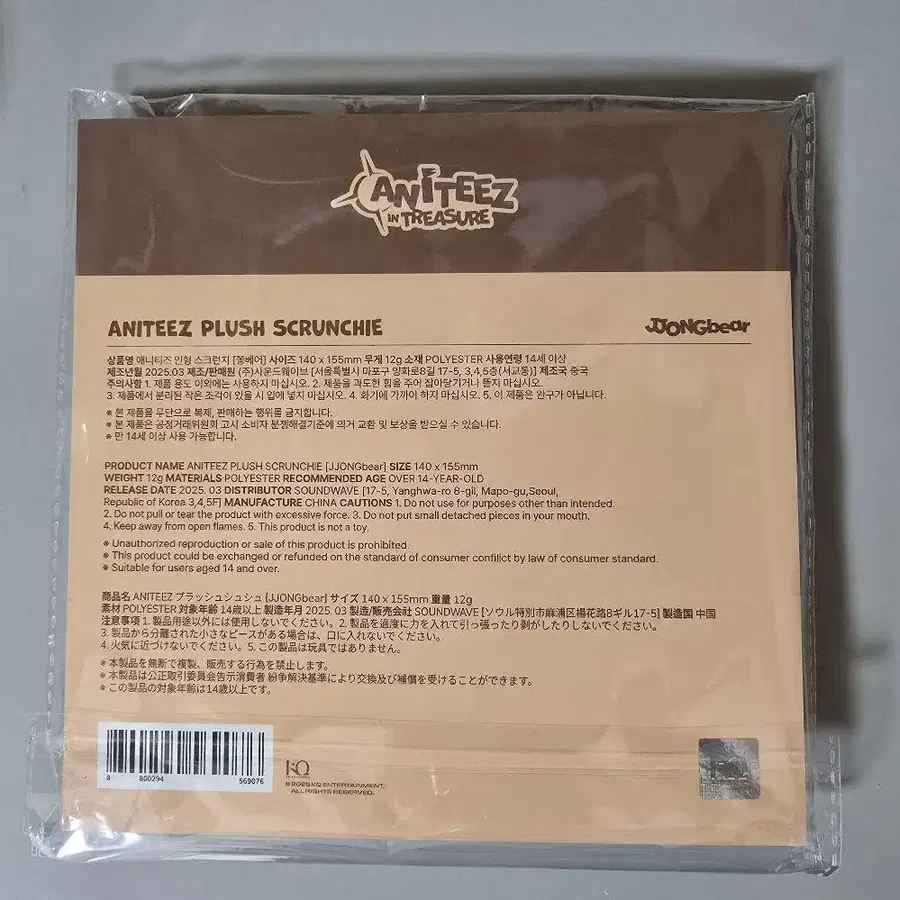 ANITEEZ
IN TREASURE
ANITEEZ PLUSH SCRUNCHIE
JJONGbear
상품명 애니티즈 인형 스크런치 [쫑베어] 사이즈 140 x 155mm 무게 12g 소재 POLYESTER 사용연령 14세 이상
제조년월 2025.03 제조/판매원 (주)사운드웨이브 [서울특별시 마포구 양화로8길 17-5, 3,4,5층(서교동)] 제조국 중국
주의사항 1. 제품 용도 이외에는 사용하지 마십시오. 2. 제품을 과도한 힘을 주어 잡아당기거나 뜯지 마십시오.
3. 제품에서 분리된 작은 조각이 있을 시 입에 넣지 마십시오. 4. 화기에 가까이 하지 마십시오. 5. 이 제품은 완구가 아닙니다.
※ 본 제품을 무단으로 복제, 판매하는 행위를 금지합니다.
※ 본 제품은 공정거래위원회 고시 소비자 분쟁해결기준에 의거 교환 및 보상을 받으실 수 있습니다.
※ 만 14세 이상 사용 가능합니다.
PRODUCT NAME ANITEEZ PLUSH SCRUNCHIE [JJONGbear] SIZE 140 x 155mm
WEIGHT 12g MATERIALS POLYESTER RECOMMENDED AGE OVER 14-YEAR-OLD
RELEASE DATE 2025. 03 DISTRIBUTOR SOUNDWAVE [17-5, Yanghwa-ro 8-gil, Mapo-gu,Seoul,
Republic of Korea 3,4,5F] MANUFACTURE CHINA CAUTIONS 1. Do not use for purposes other than intended.
2. Do not pull or tear the product with excessive force. 3. Do not put small detached pieces in your mouth.
4. Keep away from open flames. 5. This product is not a toy.
※ Unauthorized reproduction or sale of this product is prohibited.
※ This product could be exchanged or refunded on the standard of consumer conflict by law of consumer standard.
※ Suitable for users aged 14 and over.
商品名 ANITEEZ プラッシュシュシュ [JJONGbear] サイズ 140 x 155mm 重量 12g
素材 POLYESTER 対象年齢 14歳以上 製造年月 2025. 03 製造/販売会社 SOUNDWAVE [ソウル特別市麻浦区楊花路8ギル17-5] 製造国 中国
注意事項 1. 製品用途以外には使用しないでください。2. 製品を過度に力を入れて引っ張ったり剥がしたりしないでください。
3. 製品から分離された小さなピースがある場合は、口に入れないでください。
4. 火気に近づけないでください。5. この製品は玩具ではありません。
※ 本製品を無断で複製、販売する行為を禁止します。
※ 本製品は公正取引委員会告示消費者 紛争解決基準により交換及び補償を受けることができます。
※ この製品の対象年齢は14歳以上です。
8 800294 569076
KQ
© 2025 KQ ENTERTAINMENT.
ALL RIGHTS RESERVED.
KQ